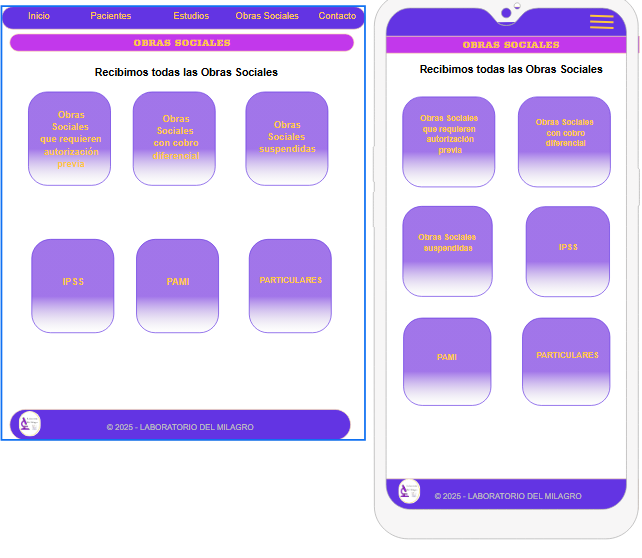 Inicio Pacientes Estudios Obras Sociales Contacto
OBRAS SOCIALES
Recibimos todas las Obras Sociales
Obras
Sociales
que requieren
autorización
previa
Obras
Sociales
con cobro
diferencial
Obras
Sociales
suspendidas
IPSS
PAMI
PARTICULARES
© 2025 - LABORATORIO DEL MILAGRO
OBRAS SOCIALES
Recibimos todas las Obras Sociales
Obras Sociales
que requieren
autorización
previa
Obras Sociales
con cobro
diferencial
Obras Sociales
suspendidas
IPSS
PAMI
PARTICULARES
© 2025 - LABORATORIO DEL MILAGRO